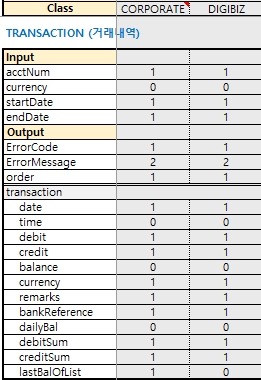 Class CORPORATE DIGIBIZ
TRANSACTION (거래내역)
Input
acctNum 1 1
currency 0 0
startDate 1 1
endDate 1 1
Output
ErrorCode 1 1
ErrorMessage 2 2
order 1 1
transaction
date 1 1
time 0 0
debit 1 1
credit 1 1
balance 0 0
currency 1 1
remarks 1 1
bankReference 1 1
dailyBal 0 0
debitSum 1 1
creditSum 1 1
lastBalOfList 1 0